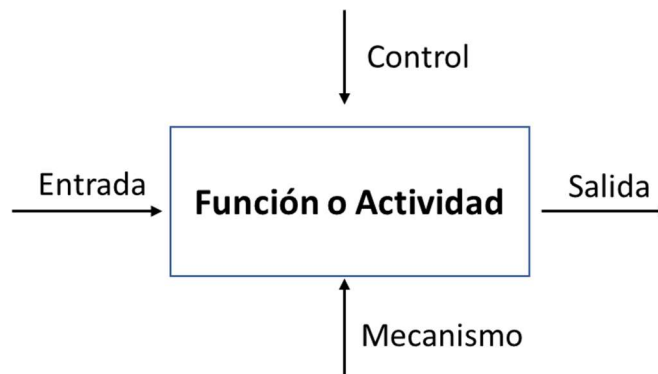 Control
Entrada
Función o Actividad
Salida
Mecanismo